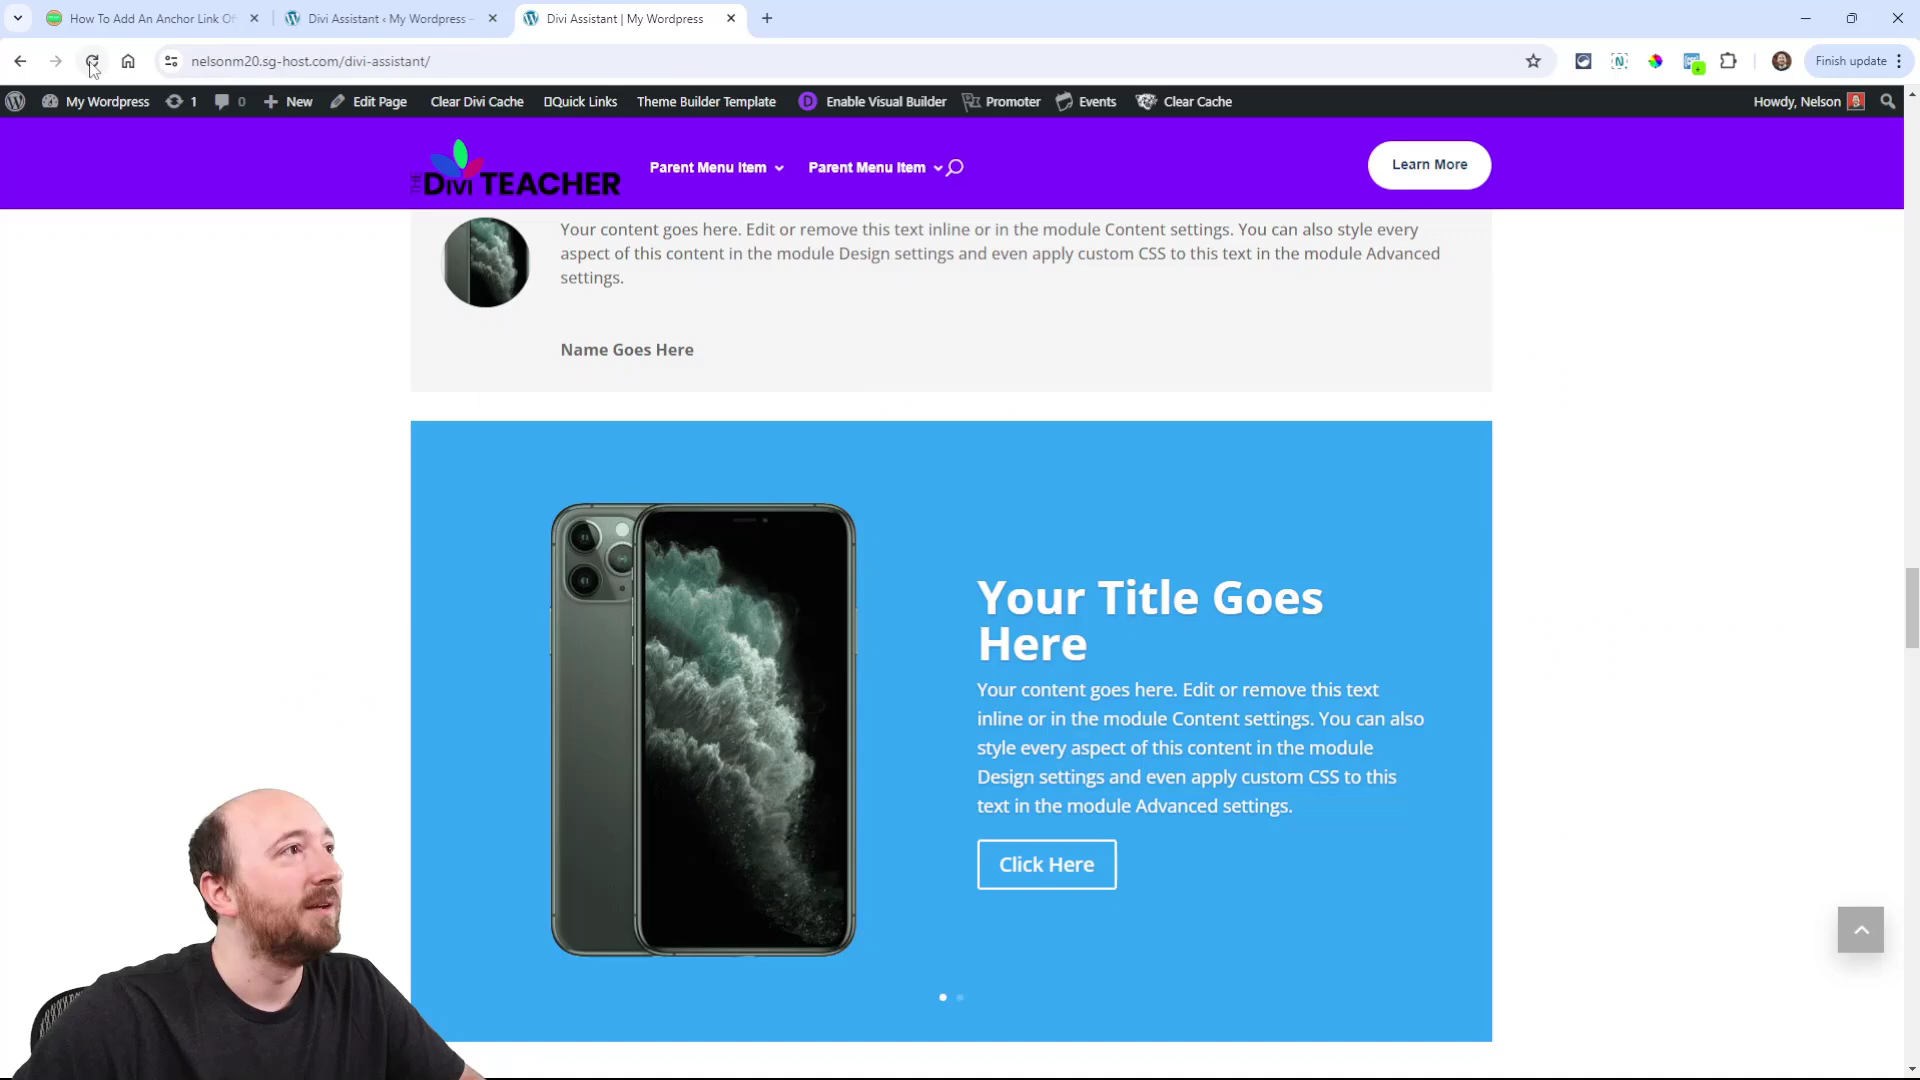 How To Add An Anchor Link Of
Divi Assistant ‹ My Wordpress –
Divi Assistant | My Wordpress
nelsonm20.sg-host.com/divi-assistant/
Finish update
My Wordpress
1
0
New
Edit Page
Clear Divi Cache
Quick Links
Theme Builder Template
Enable Visual Builder
Promoter
Events
Clear Cache
Howdy, Nelson
THE DIVI TEACHER
Parent Menu Item
Parent Menu Item
Learn More
Your content goes here. Edit or remove this text inline or in the module Content settings. You can also style every
aspect of this content in the module Design settings and even apply custom CSS to this text in the module Advanced
settings.
Name Goes Here
Your Title Goes
Here
Your content goes here. Edit or remove this text
inline or in the module Content settings. You can also
style every aspect of this content in the module
Design settings and even apply custom CSS to this
text in the module Advanced settings.
Click Here